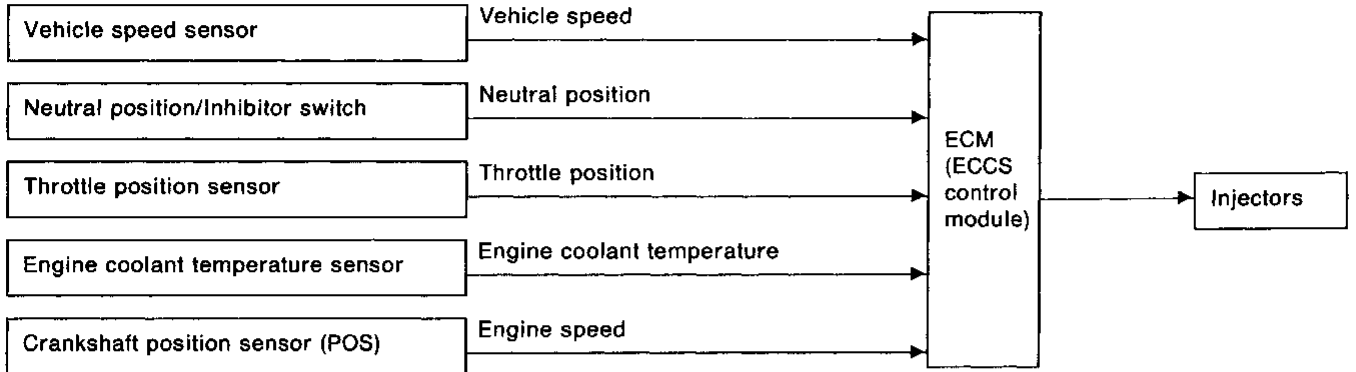 Vehicle speed sensor
Vehicle speed
Neutral position/Inhibitor switch
Neutral position
Throttle position sensor
Throttle position
Engine coolant temperature sensor
Engine coolant temperature
Crankshaft position sensor (POS)
Engine speed
ECM
(ECCS
control
module)
Injectors